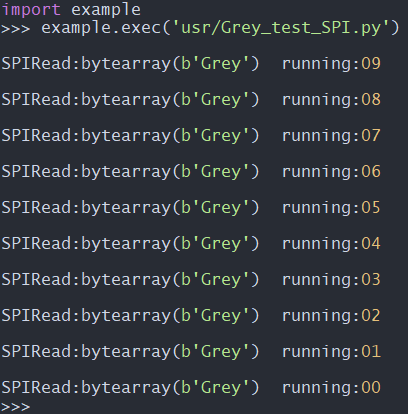 import example
>>> example.exec('usr/Grey_test_SPI.py')
SPIRead:bytearray(b'Grey')  running:09
SPIRead:bytearray(b'Grey')  running:08
SPIRead:bytearray(b'Grey')  running:07
SPIRead:bytearray(b'Grey')  running:06
SPIRead:bytearray(b'Grey')  running:05
SPIRead:bytearray(b'Grey')  running:04
SPIRead:bytearray(b'Grey')  running:03
SPIRead:bytearray(b'Grey')  running:02
SPIRead:bytearray(b'Grey')  running:01
SPIRead:bytearray(b'Grey')  running:00
>>>